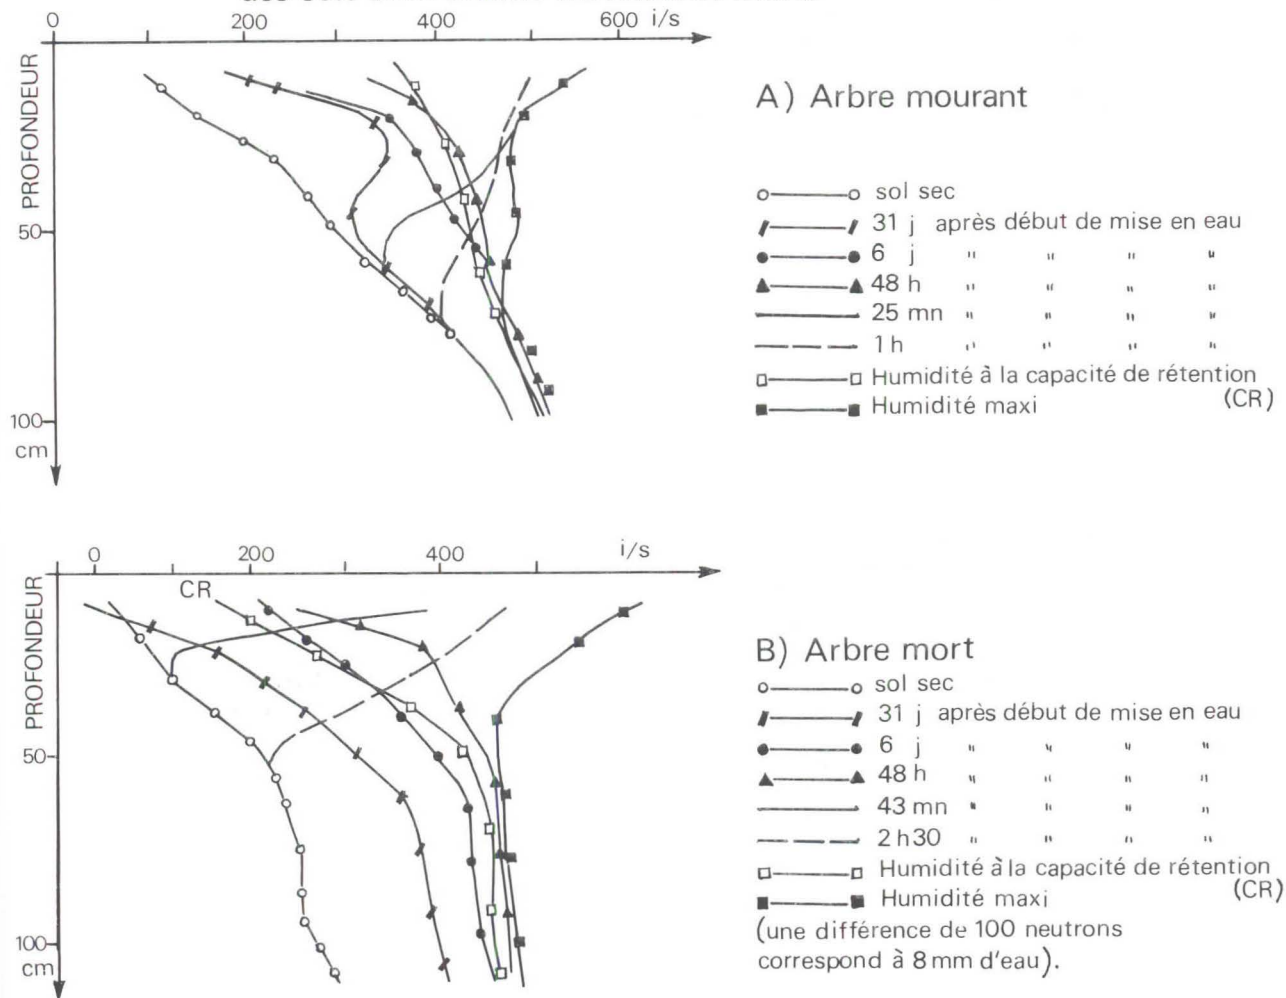 0 200 400 600 i/s
PROFONDEUR
50
100
cm
A) Arbre mourant
sol sec
31 j après début de mise en eau
6 j " " " "
48 h " " " "
25 mn " " " "
1 h " " " "
Humidité à la capacité de rétention
(CR)
Humidité maxi
0 200 400 i/s
PROFONDEUR
CR
50
100
cm
B) Arbre mort
sol sec
31 j après début de mise en eau
6 j " " " "
48 h " " " "
43 mn " " " "
2 h 30 " " " "
Humidité à la capacité de rétention
(CR)
Humidité maxi
(une différence de 100 neutrons
correspond à 8 mm d'eau).